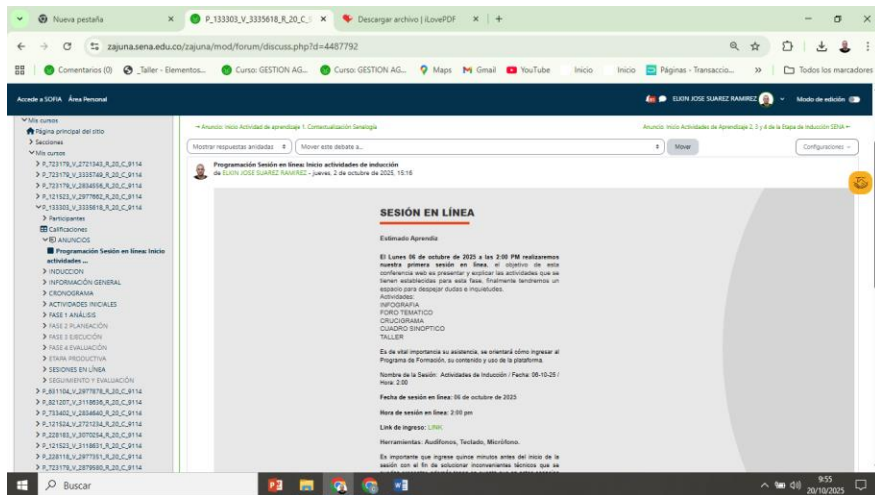 Nueva pestaña
P_133303_V_3335618_R_20_C_
Descargar archivo | iLovePDF
zajuna.sena.edu.co/zajuna/mod/forum/discuss.php?d=4487792
Comentarios (0)
_Taller - Elementos...
Curso: GESTION AG...
Curso: GESTION AG...
Maps
Gmail
YouTube
Inicio
Inicio
Páginas - Transaccio...
Todos los marcadores
Accede a SOFIA Área Personal
ELKIN JOSE SUAREZ RAMIREZ
Modo de edición
Mis cursos
Página principal del sitio
Secciones
Mis cursos
P_723179_V_2721343_R_20_C_9114
P_723179_V_3335749_R_20_C_9114
P_723179_V_2834556_R_20_C_9114
P_121523_V_2977662_R_20_C_9114
P_133303_V_3335618_R_20_C_9114
Participantes
Calificaciones
ANUNCIOS
Programación Sesión en línea: Inicio
actividades ...
INDUCCION
INFORMACIÓN GENERAL
CRONOGRAMA
ACTIVIDADES INICIALES
FASE 1 ANÁLISIS
FASE 2 PLANEACIÓN
FASE 3 EJECUCIÓN
FASE 4 EVALUACIÓN
ETAPA PRODUCTIVA
SESIONES EN LÍNEA
SEGUIMIENTO Y EVALUACIÓN
P_631104_V_2977878_R_20_C_9114
P_821207_V_3118636_R_20_C_9114
P_733402_V_2834640_R_20_C_9114
P_121524_V_2721234_R_20_C_9114
P_228183_V_3070254_R_20_C_9114
P_121523_V_3118631_R_20_C_9114
P_228118_V_2977351_R_20_C_9114
P_723179_V_2879580_R_20_C_9114
Anuncio: Inicio Actividad de aprendizaje 1. Contextualización Senalogía
Anuncio: Inicio Actividades de Aprendizaje 2, 3 y 4 de la Etapa de Inducción SENA
Mostrar respuestas anidadas
Mover este debate a...
Mover
Configuraciones
Programación Sesión en línea: Inicio actividades de inducción
de ELKIN JOSE SUAREZ RAMIREZ - jueves, 2 de octubre de 2025, 15:16
SESIÓN EN LÍNEA
Estimado Aprendiz
El Lunes 06 de octubre de 2025 a las 2:00 PM realizaremos
nuestra primera sesión en línea, el objetivo de esta
conferencia web es presentar y explicar las actividades que se
tienen establecidas para esta fase, finalmente tendremos un
espacio para despejar dudas e inquietudes.
Actividades:
INFOGRAFIA
FORO TEMATICO
CRUCIGRAMA
CUADRO SINOPTICO
TALLER
Es de vital importancia su asistencia, se orientará cómo ingresar al
Programa de Formación, su contenido y uso de la plataforma.
Nombre de la Sesión: Actividades de Inducción / Fecha: 06-10-25 /
Hora: 2:00
Fecha de sesión en línea: 06 de octubre de 2025
Hora de sesión en línea: 2:00 pm
Link de ingreso: LINK
Herramientas: Audífonos, Teclado, Micrófono.
Es importante que ingrese quince minutos antes del inicio de la
sesión con el fin de solucionar inconvenientes técnicos que se
Buscar
9:55
20/10/2025